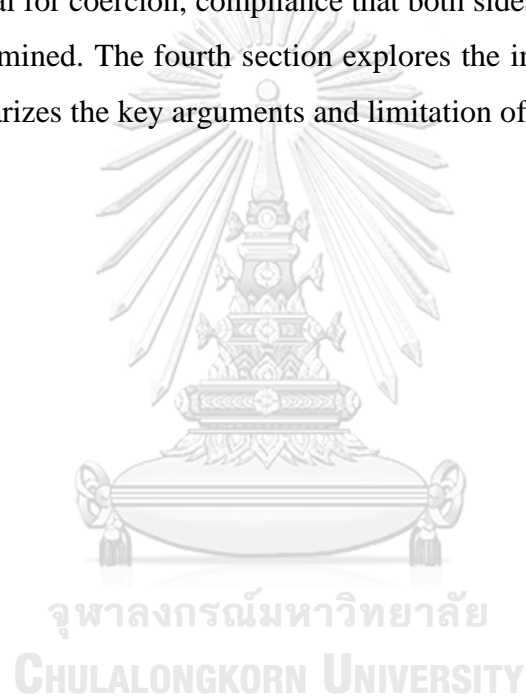 al for coercion, compliance that both sides
mined. The fourth section explores the in
arizes the key arguments and limitation of
จุฬาลงกรณ์มหาวิทยาลัย
CHULALONGKORN UNIVERSITY